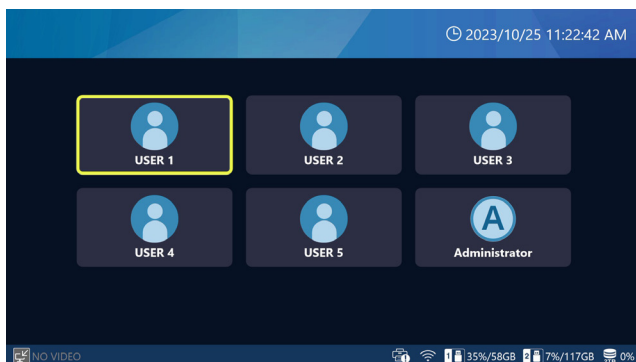 2023/10/25 11:22:42 AM
USER 1 USER 2 USER 3
USER 4 USER 5 A Administrator
NO VIDEO 1 35%/58GB 2 7%/117GB 2TB 0%